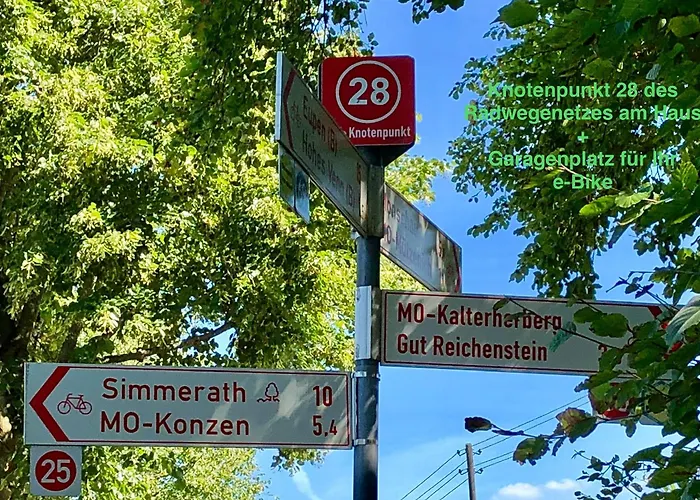 28
Knotenpunkt
Eupen (B)
Hohes Venn (B)
Knotenpunkt 28 des
Radwegenetzes am Haus
+
Garagenplatz für Ihr
e-Bike
MO-Kalterherberg
Gut Reichenstein
Simmerath 10
MO-Konzen 5,4
25